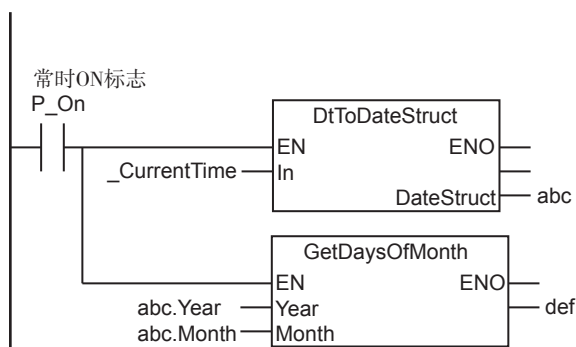 常时ON标志
P_On
DtToDateStruct
EN ENO
_CurrentTime In
DateStruct abc
GetDaysOfMonth
EN ENO
abc.Year Year def
abc.Month Month